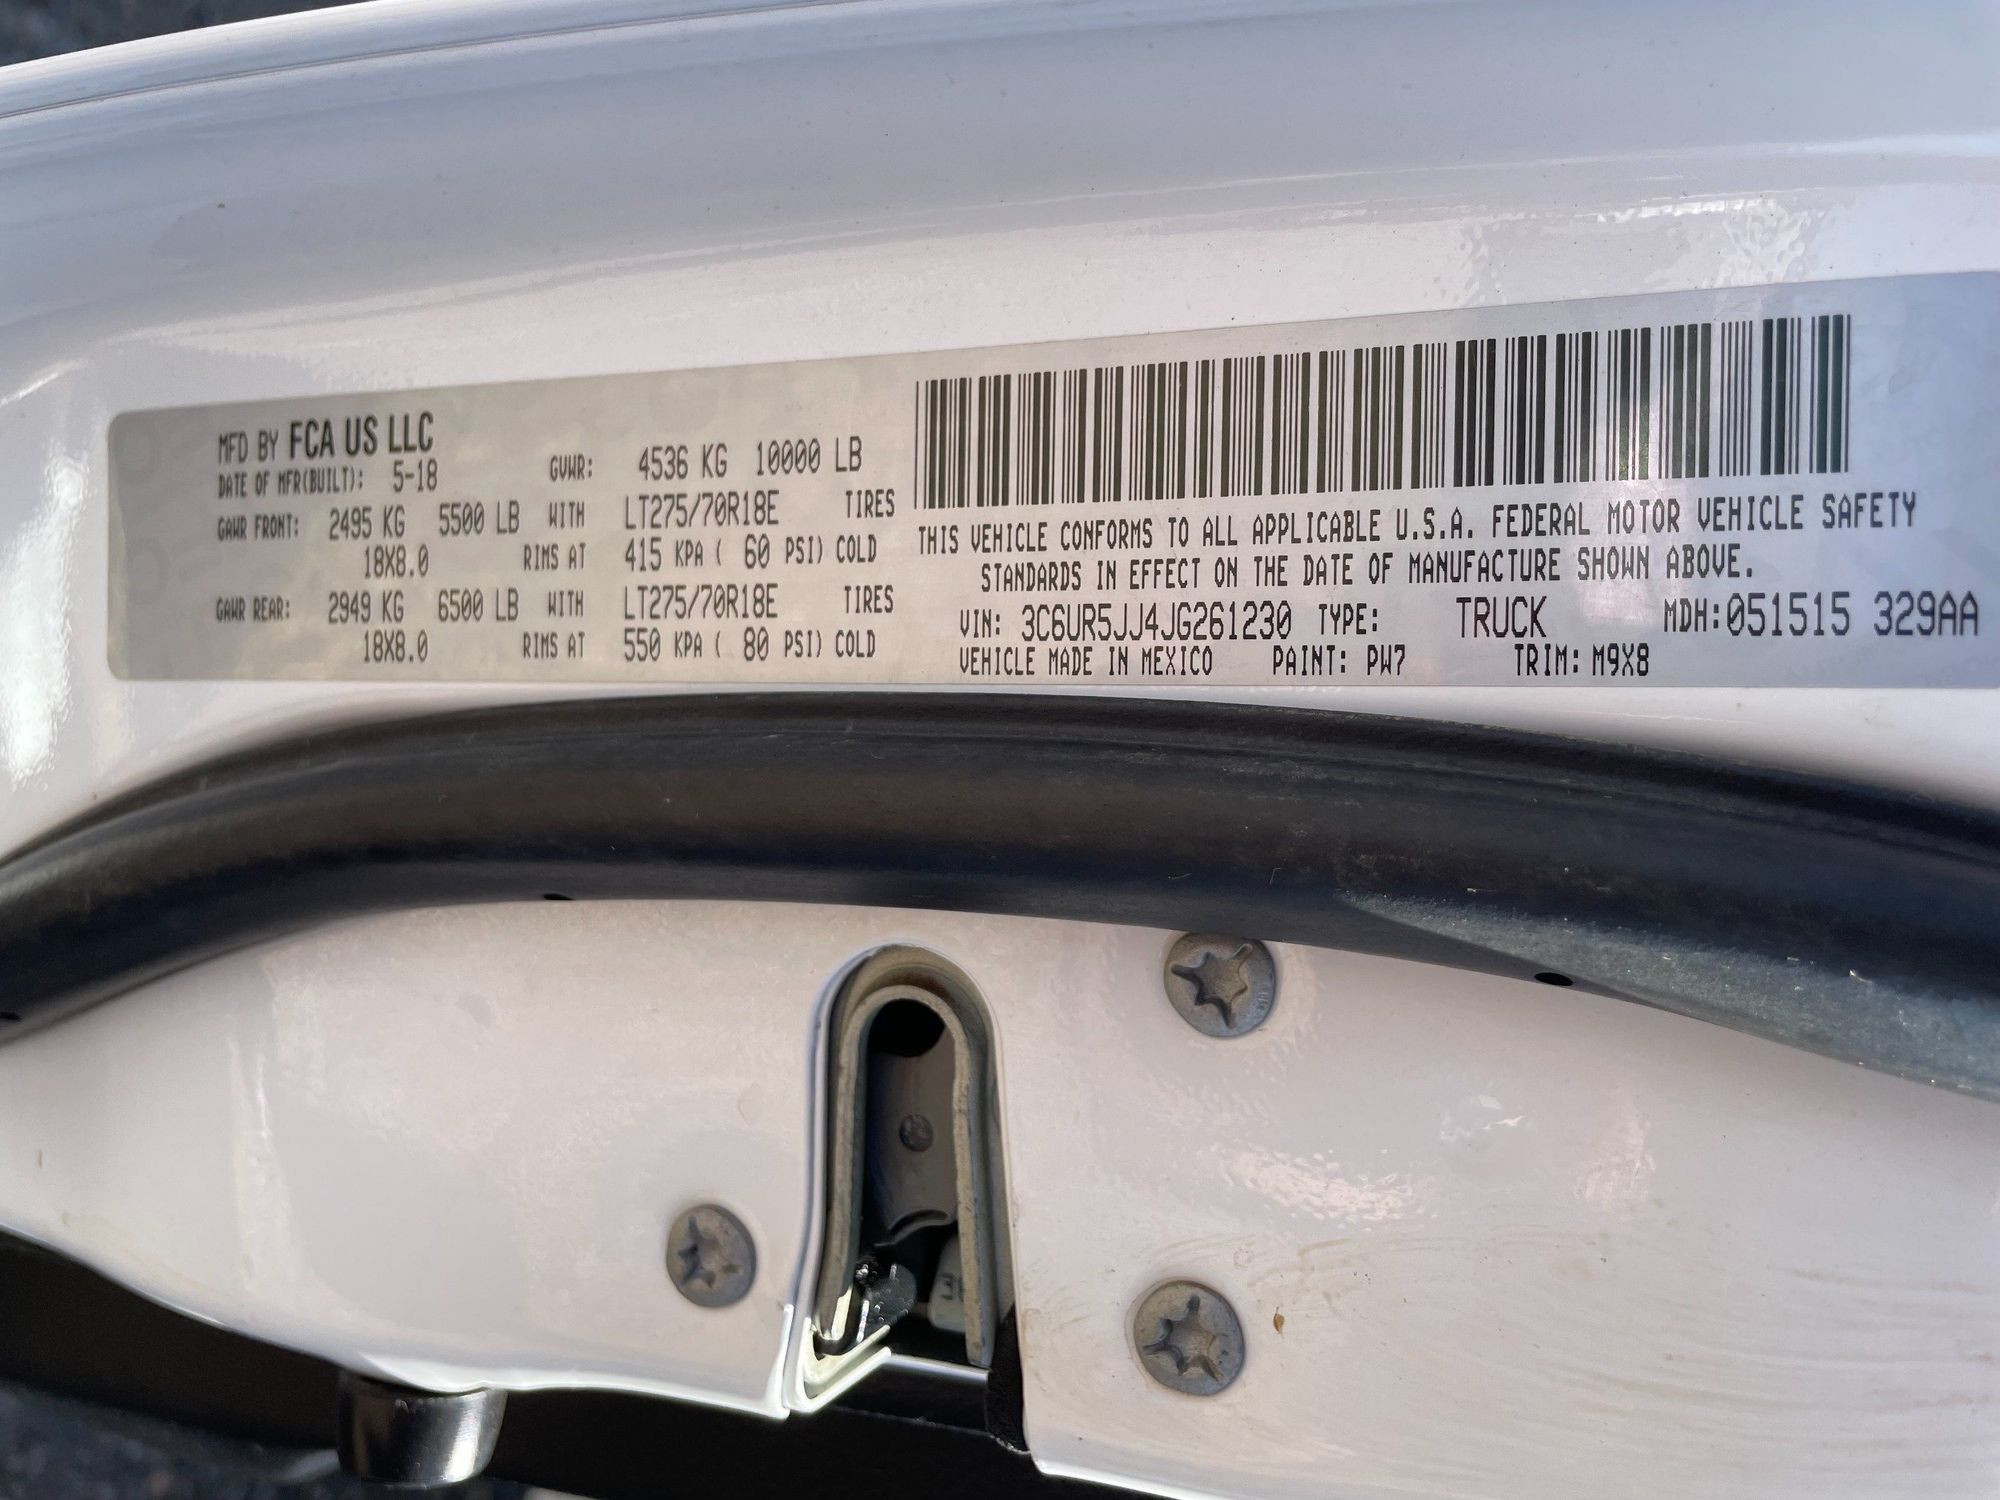 MFD BY FCA US LLC
DATE OF MFR(BUILT): 5-18 GVWR: 4536 KG 10000 LB
GAWR FRONT: 2495 KG 5500 LB WITH LT275/70R18E TIRES
18X8.0 RIMS AT 415 KPA ( 60 PSI) COLD
GAWR REAR: 2949 KG 6500 LB WITH LT275/70R18E TIRES
18X8.0 RIMS AT 550 KPA ( 80 PSI) COLD
THIS VEHICLE CONFORMS TO ALL APPLICABLE U.S.A. FEDERAL MOTOR VEHICLE SAFETY
STANDARDS IN EFFECT ON THE DATE OF MANUFACTURE SHOWN ABOVE.
VIN: 3C6UR5JJ4JG261230 TYPE: TRUCK MDH:051515 329AA
VEHICLE MADE IN MEXICO PAINT: PW7 TRIM: M9X8